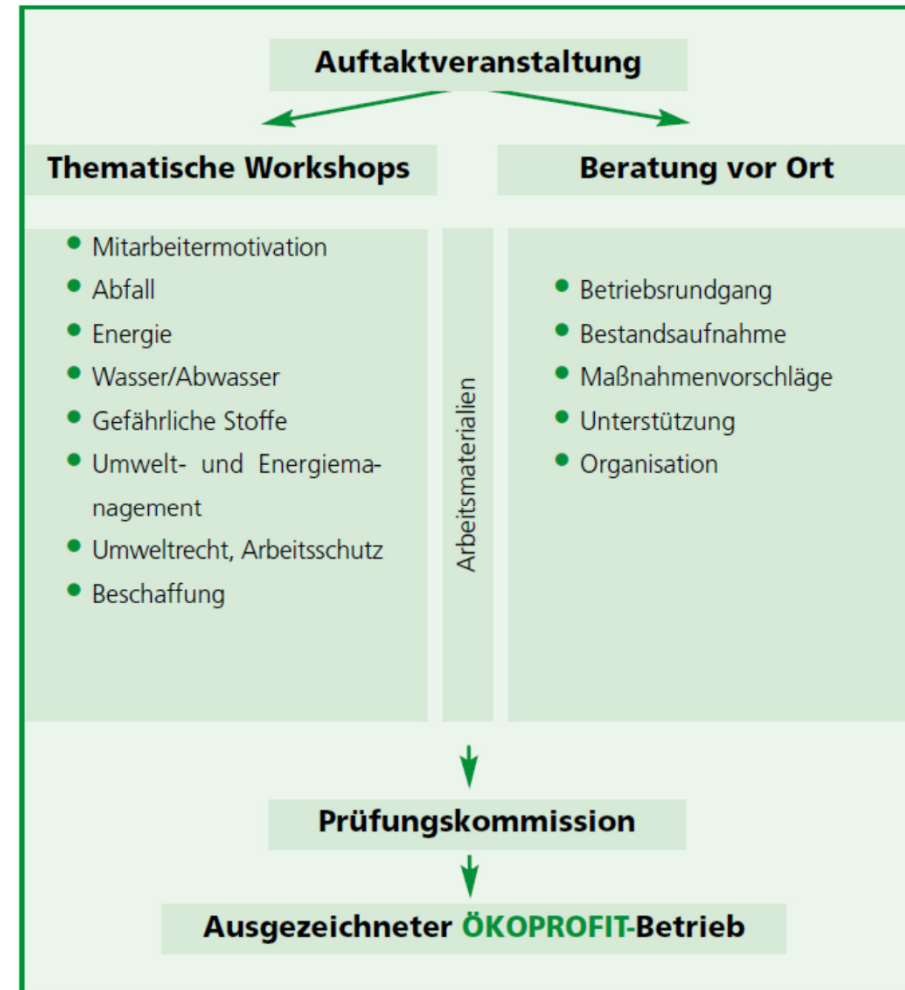 Auftaktveranstaltung
Thematische Workshops
Beratung vor Ort
• Mitarbeitermotivation
• Abfall
• Energie
• Wasser/Abwasser
• Gefährliche Stoffe
• Umwelt- und Energiema-
nagement
• Umweltrecht, Arbeitsschutz
• Beschaffung
Arbeitsmaterialien
• Betriebsrundgang
• Bestandsaufnahme
• Maßnahmenvorschläge
• Unterstützung
• Organisation
Prüfungskommission
Ausgezeichneter ÖKOPROFIT-Betrieb